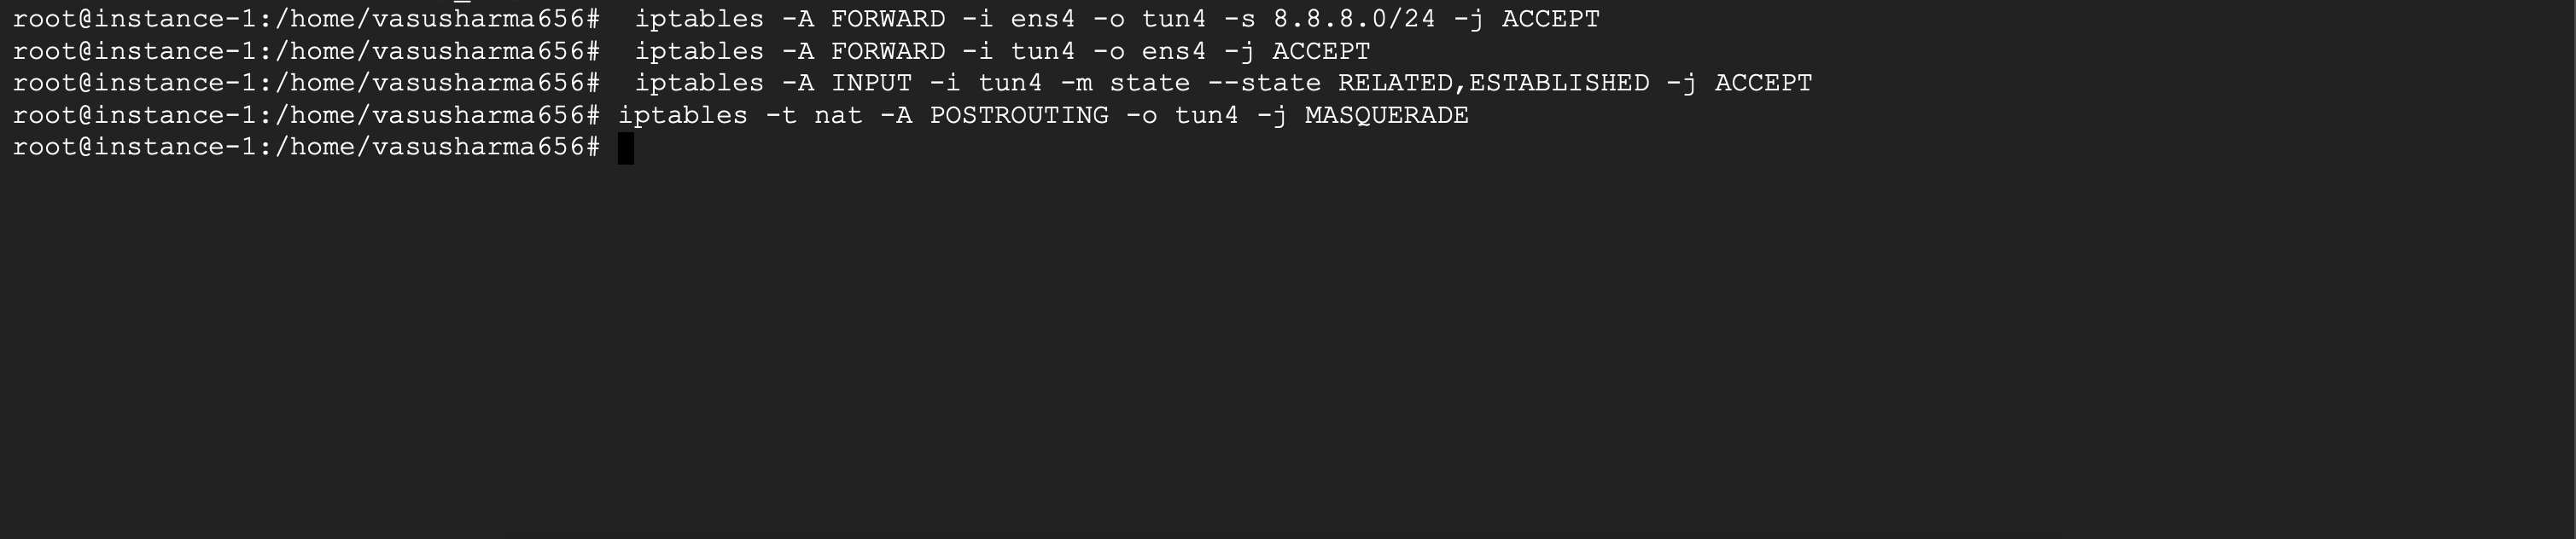 root@instance-1:/home/vasusharma656#  iptables -A FORWARD -i ens4 -o tun4 -s 8.8.8.0/24 -j ACCEPT
root@instance-1:/home/vasusharma656#  iptables -A FORWARD -i tun4 -o ens4 -j ACCEPT
root@instance-1:/home/vasusharma656#  iptables -A INPUT -i tun4 -m state --state RELATED,ESTABLISHED -j ACCEPT
root@instance-1:/home/vasusharma656# iptables -t nat -A POSTROUTING -o tun4 -j MASQUERADE
root@instance-1:/home/vasusharma656#